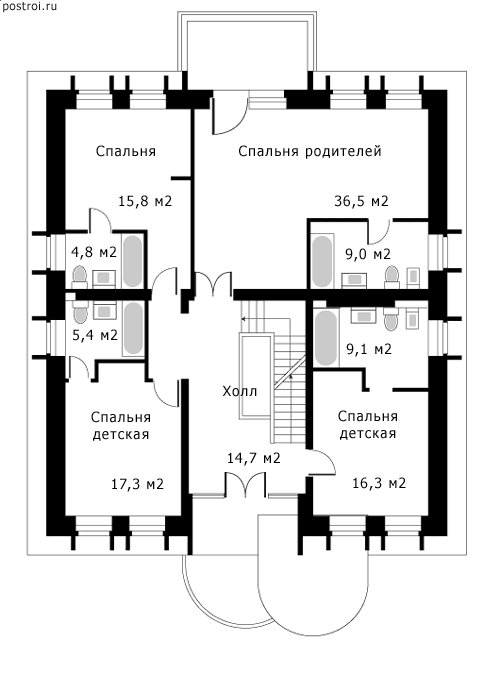 postroi.ru
Спальня
15,8 м2
Спальня родителей
36,5 м2
4,8 м2
9,0 м2
5,4 м2
9,1 м2
Холл
14,7 м2
Спальня
детская
17,3 м2
Спальня
детская
16,3 м2